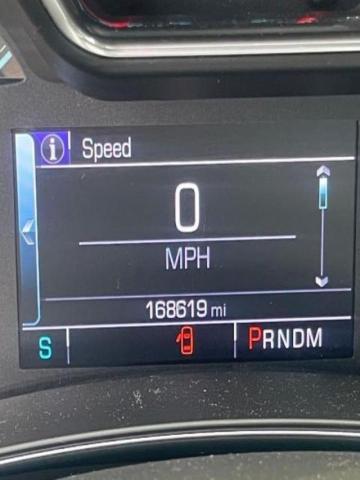 i Speed
0
MPH
168619 mi
S PRNDM